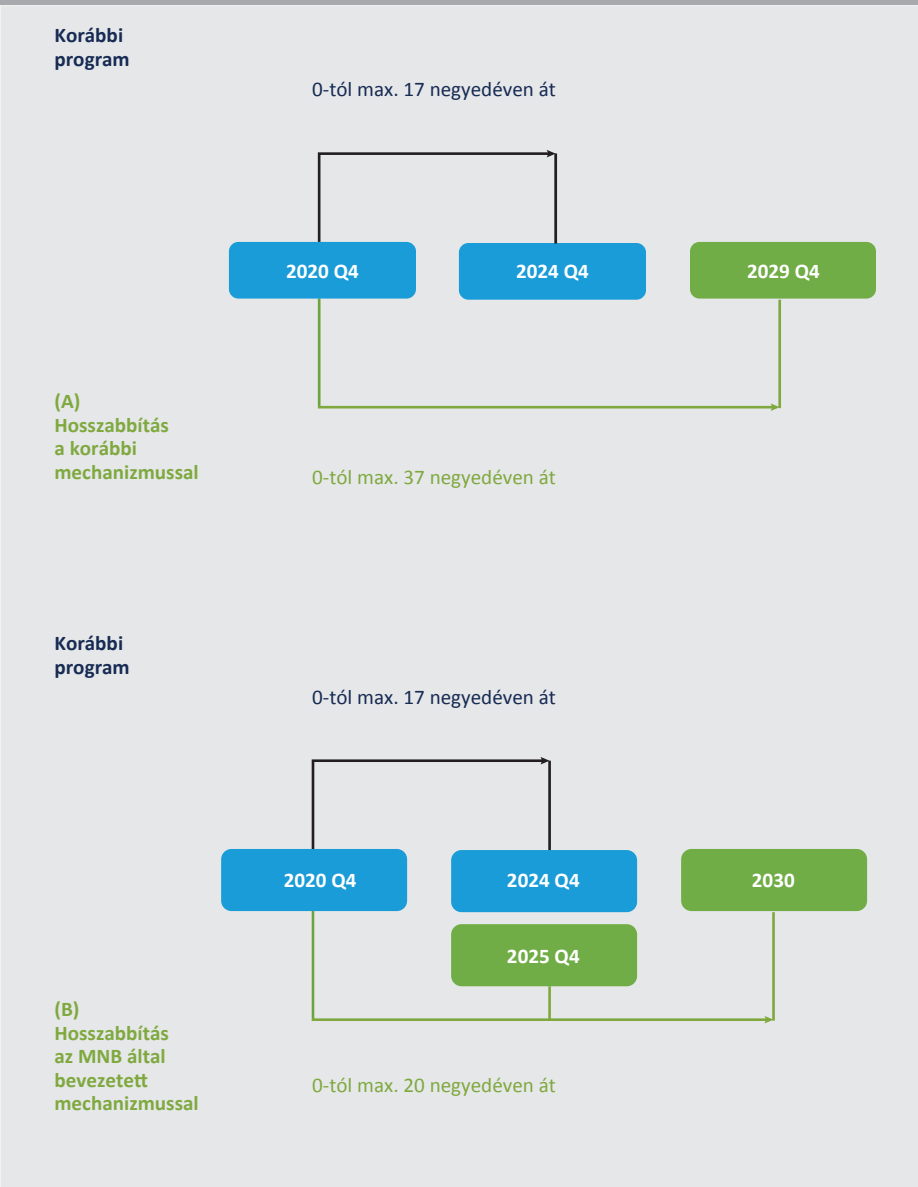 Korábbi
program
0-tól max. 17 negyedéven át
2020 Q4
2024 Q4
2029 Q4
(A)
Hosszabbítás
a korábbi
mechanizmussal
0-tól max. 37 negyedéven át
Korábbi
program
0-tól max. 17 negyedéven át
2020 Q4
2024 Q4
2030
2025 Q4
(B)
Hosszabbítás
az MNB által
bevezetett
mechanizmussal
0-tól max. 20 negyedéven át